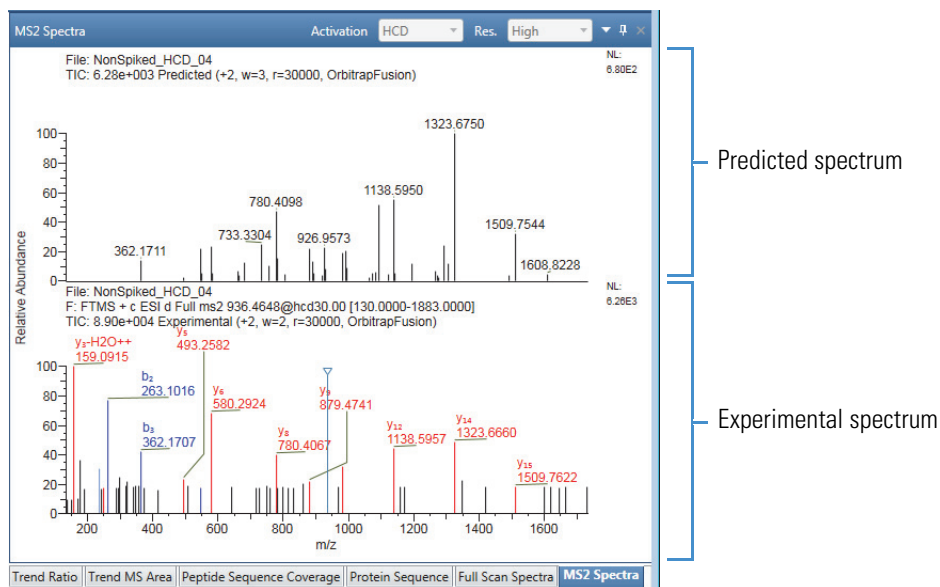 MS2 Spectra Activation HCD Res. High
File: NonSpiked_HCD_04
TIC: 6.28e+003 Predicted (+2, w=3, r=30000, OrbitrapFusion)
NL:
6.80E2
1323.6750
100
80
60
40
20
0
1138.5950
780.4098
733.3304
926.9573
1509.7544
362.1711
1608.8228
Predicted spectrum
Relative Abundance
File: NonSpiked_HCD_04
F: FTMS + c ESI d Full ms2 936.4648@hcd30.00 [130.0000-1883.0000]
TIC: 8.90e+004 Experimental (+2, w=2, r=30000, OrbitrapFusion)
NL:
6.26E3
y₃-H2O++
159.0915
y₅
493.2582
b₂
263.1016
b₃
362.1707
y₆
580.2924
y₈
780.4067
y₉
879.4741
y₁₂
1138.5957
y₁₄
1323.6660
y₁₅
1509.7622
100
80
60
40
20
0
200 400 600 800 1000 1200 1400 1600
m/z
Experimental spectrum
Trend Ratio Trend MS Area Peptide Sequence Coverage Protein Sequence Full Scan Spectra MS2 Spectra